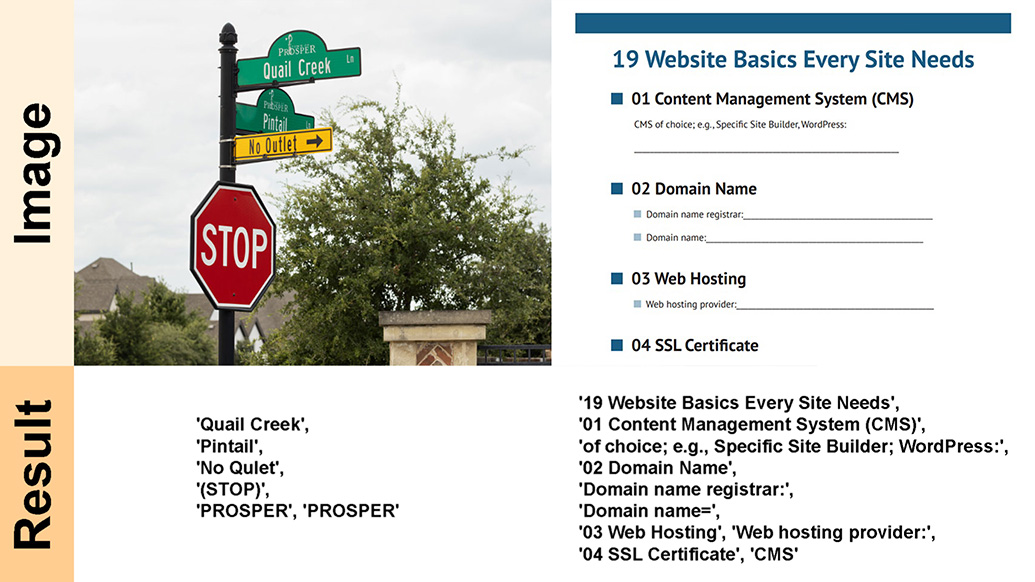 Image
PROSPER
Quail Creek Ln
PROSPER
Pintail Ln
No Outlet
STOP
19 Website Basics Every Site Needs
01 Content Management System (CMS)
CMS of choice; e.g., Specific Site Builder, WordPress:
02 Domain Name
Domain name registrar:
Domain name:
03 Web Hosting
Web hosting provider:
04 SSL Certificate
Result
'Quail Creek',
'Pintail',
'No Qulet',
'(STOP)',
'PROSPER', 'PROSPER'
'19 Website Basics Every Site Needs',
'01 Content Management System (CMS)',
'of choice; e.g., Specific Site Builder; WordPress:',
'02 Domain Name',
'Domain name registrar:',
'Domain name=',
'03 Web Hosting', 'Web hosting provider:',
'04 SSL Certificate', 'CMS'